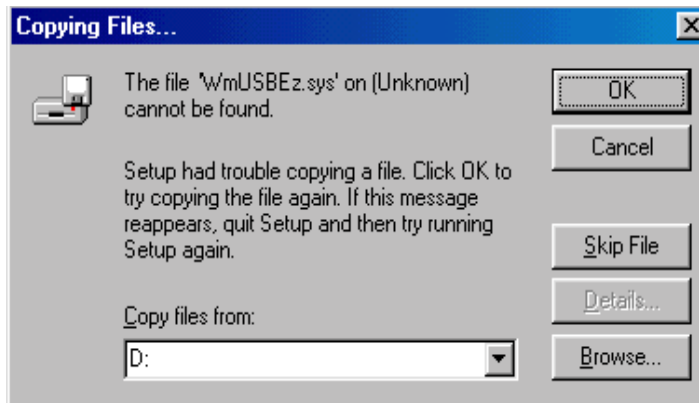 Copying Files...
The file 'WmUSBEz.sys' on (Unknown)
cannot be found.
Setup had trouble copying a file. Click OK to
try copying the file again. If this message
reappears, quit Setup and then try running
Setup again.
Copy files from:
D:
OK
Cancel
Skip File
Details...
Browse...